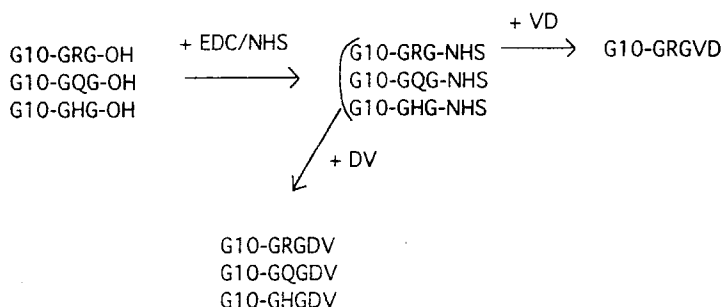 G10-GRG-OH
G10-GQG-OH
G10-GHG-OH
+ EDC/NHS
G10-GRG-NHS
G10-GQG-NHS
G10-GHG-NHS
+ VD
G10-GRGVD
+ DV
G10-GRGDV
G10-GQGDV
G10-GHGDV